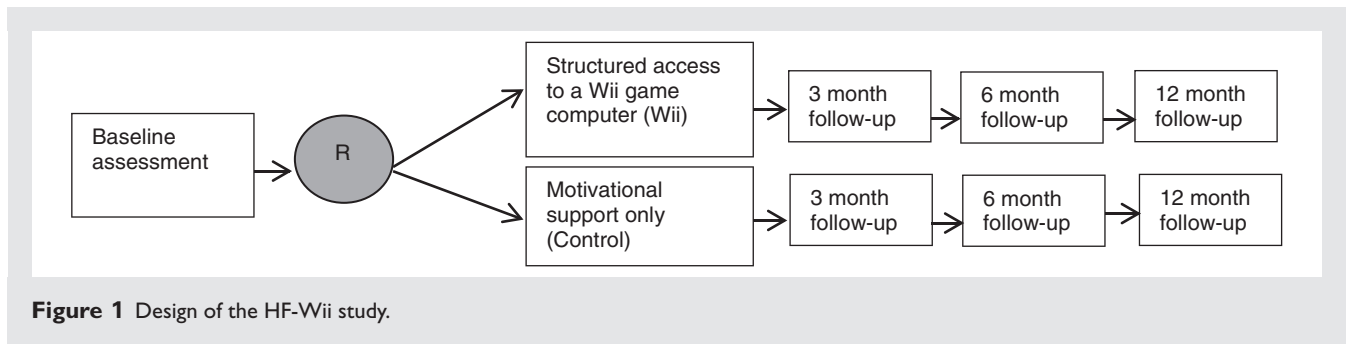 Baseline
assessment
R
Structured access
to a Wii game
computer (Wii)
3 month
follow-up
6 month
follow-up
12 month
follow-up
Motivational
support only
(Control)
3 month
follow-up
6 month
follow-up
12 month
follow-up
Figure 1 Design of the HF-Wii study.